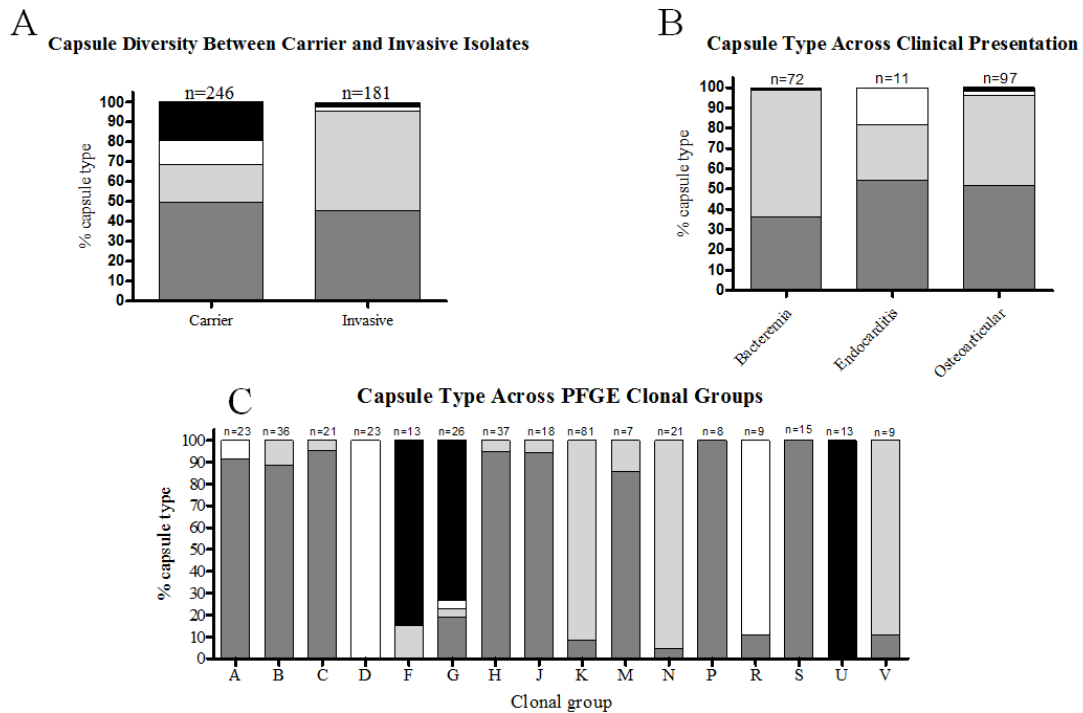 A
Capsule Diversity Between Carrier and Invasive Isolates
n=246 n=181
% capsule type
100
90
80
70
60
50
40
30
20
10
0
Carrier Invasive
B
Capsule Type Across Clinical Presentation
n=72 n=11 n=97
% capsule type
100
90
80
70
60
50
40
30
20
10
0
Bacteremia Endocarditis Osteoarticular
C
Capsule Type Across PFGE Clonal Groups
n=23 n=36 n=21 n=23 n=13 n=26 n=37 n=18 n=81 n=7 n=21 n=8 n=9 n=15 n=13 n=9
% capsule type
100
90
80
70
60
50
40
30
20
10
0
A B C D F G H J K M N P R S U V
Clonal group